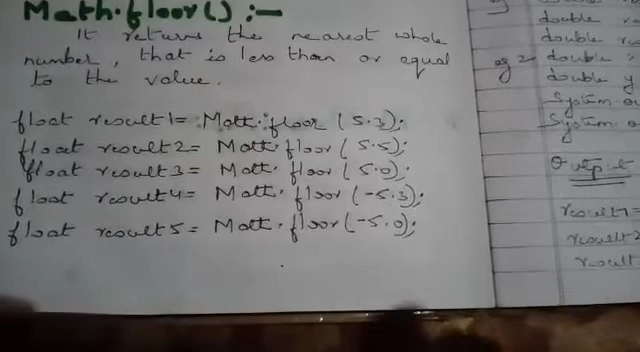 Math.floor() :-
It returns the nearest whole
number, that is less than or equal
to the value.
float result1= Math.floor (5.3);
float result2= Math.floor (5.5);
float result3= Math.floor (5.0);
float result4= Math.floor (-5.3);
float result5= Math.floor (-5.0);
double
double
eg 2 double
double y
System.o
System.o
Output
result1=
result2
result